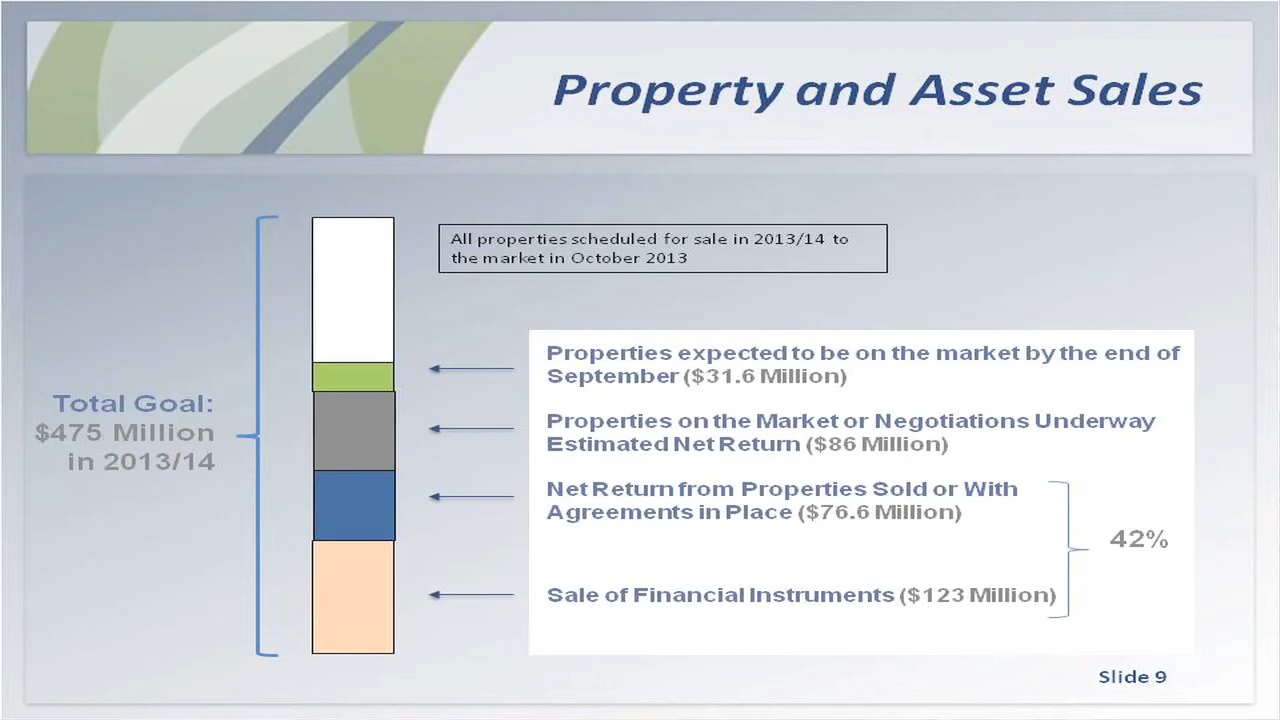 Property and Asset Sales
All properties scheduled for sale in 2013/14 to
the market in October 2013
Total Goal:
$475 Million
in 2013/14
Properties expected to be on the market by the end of
September ($31.6 Million)
Properties on the Market or Negotiations Underway
Estimated Net Return ($86 Million)
Net Return from Properties Sold or With
Agreements in Place ($76.6 Million)
42%
Sale of Financial Instruments ($123 Million)
Slide 9